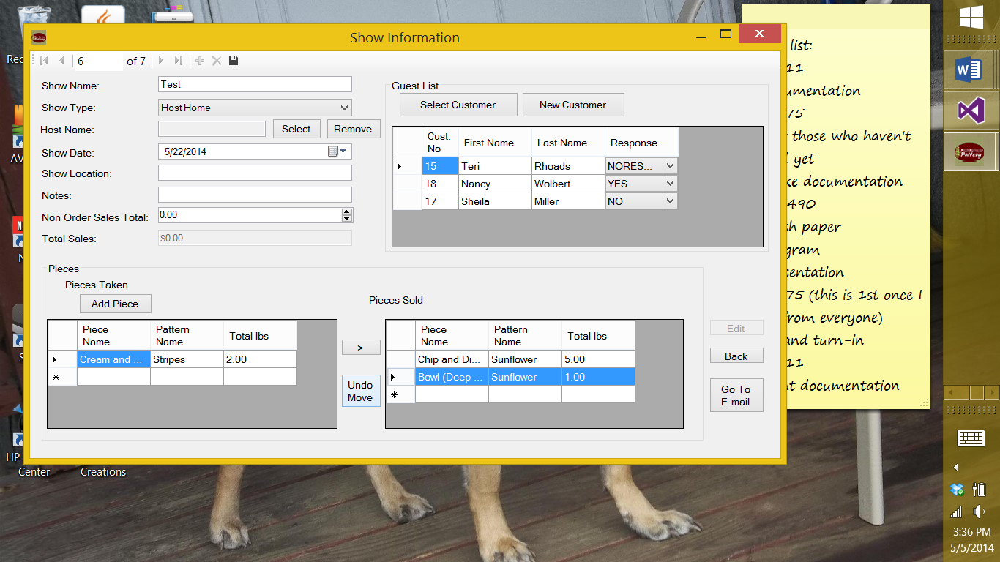 Show Information
6 of 7
Show Name: Test
Show Type: Host Home
Host Name: Select Remove
Show Date: 5/22/2014
Show Location:
Notes:
Non Order Sales Total: 0.00
Total Sales: $0.00
Guest List
Select Customer New Customer
Cust. No First Name Last Name Response
15 Teri Rhoads NORES...
18 Nancy Wolbert YES
17 Sheila Miller NO
Pieces
Pieces Taken
Add Piece
Piece Name Pattern Name Total lbs
Cream and ... Stripes 2.00
>
Undo
Move
Pieces Sold
Piece Name Pattern Name Total lbs
Chip and Di... Sunflower 5.00
Bowl (Deep ... Sunflower 1.00
Edit
Back
Go To
E-mail
list:
11
umentation
75
those who haven't
yet
ke documentation
490
sh paper
gram
sentation
75 (this is 1st once I
from everyone)
and turn-in
11
nt documentation
Rec
AV
N
S
HP
Center
Creations
3:36 PM
5/5/2014